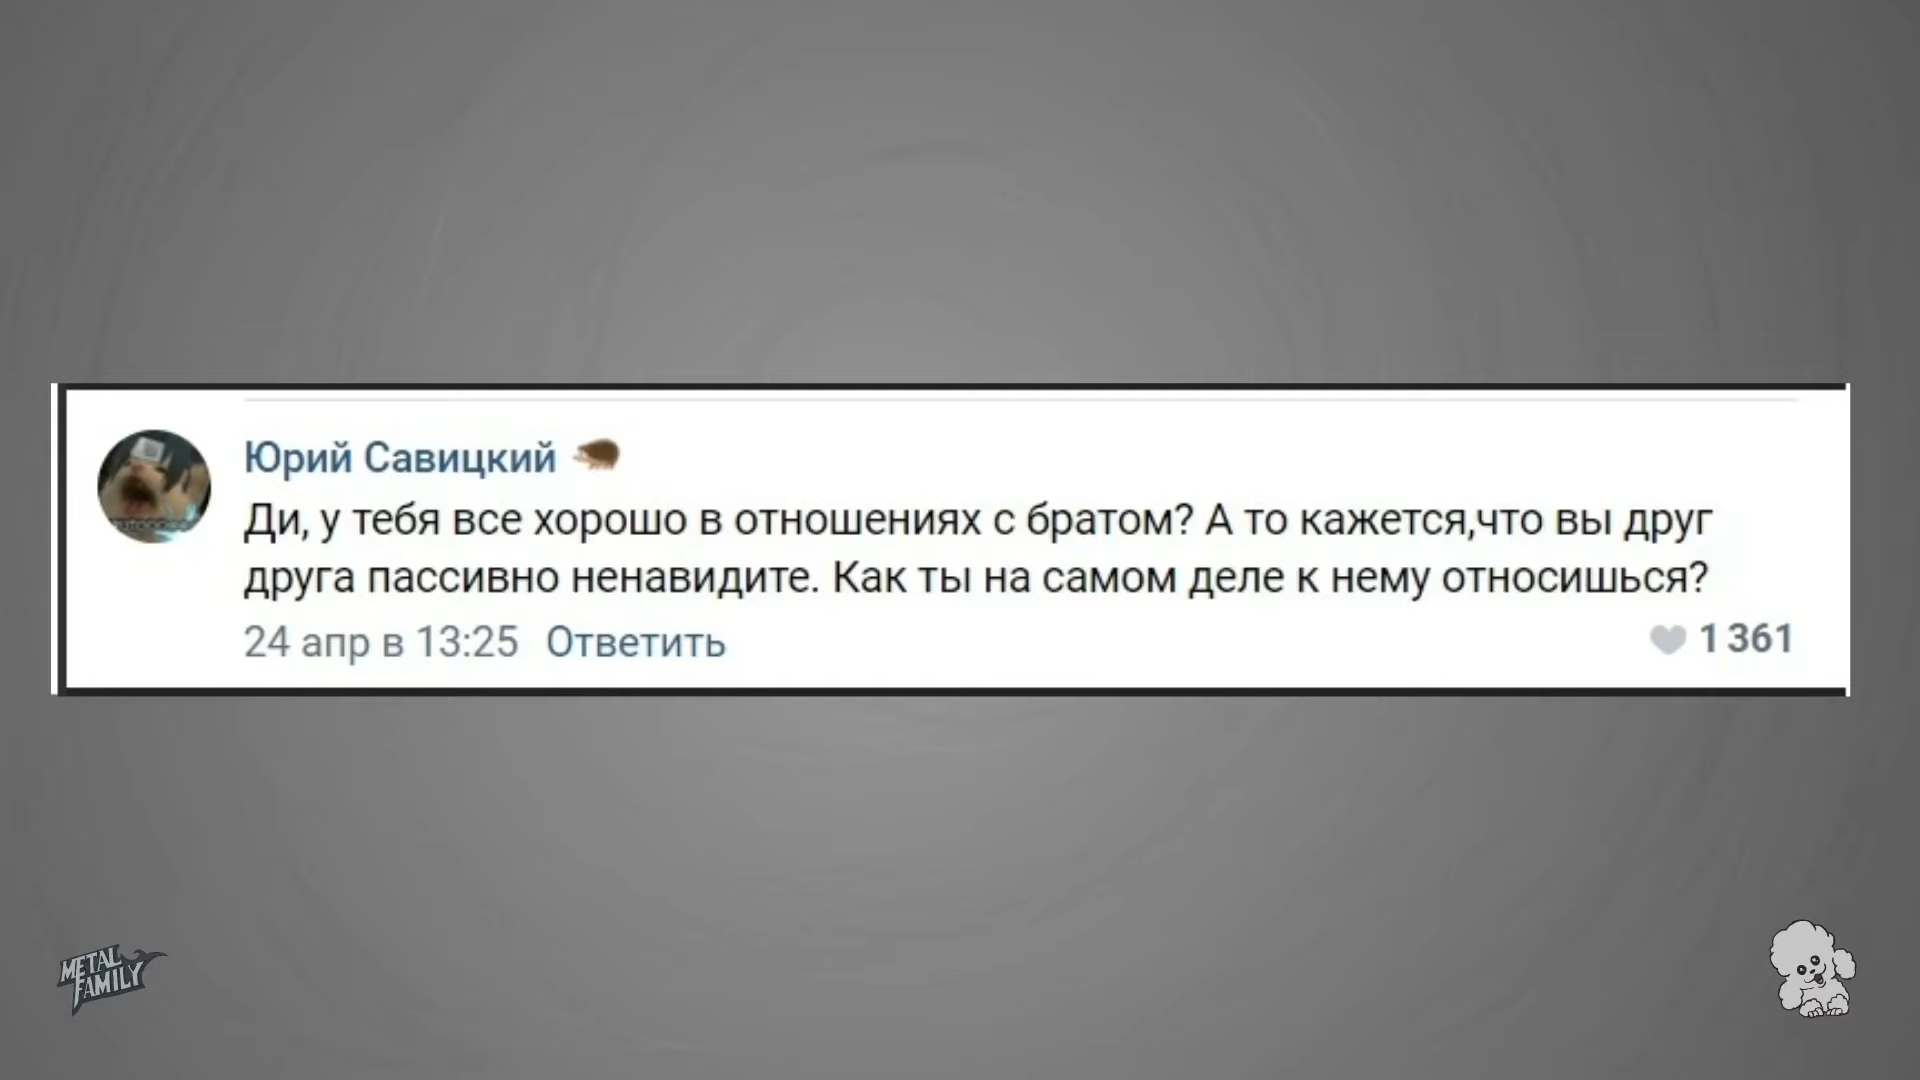 Юрий Савицкий
Ди, у тебя все хорошо в отношениях с братом? А то кажется,что вы друг
друга пассивно ненавидите. Как ты на самом деле к нему относишься?
24 апр в 13:25 Ответить 1 361
METAL
FAMILY